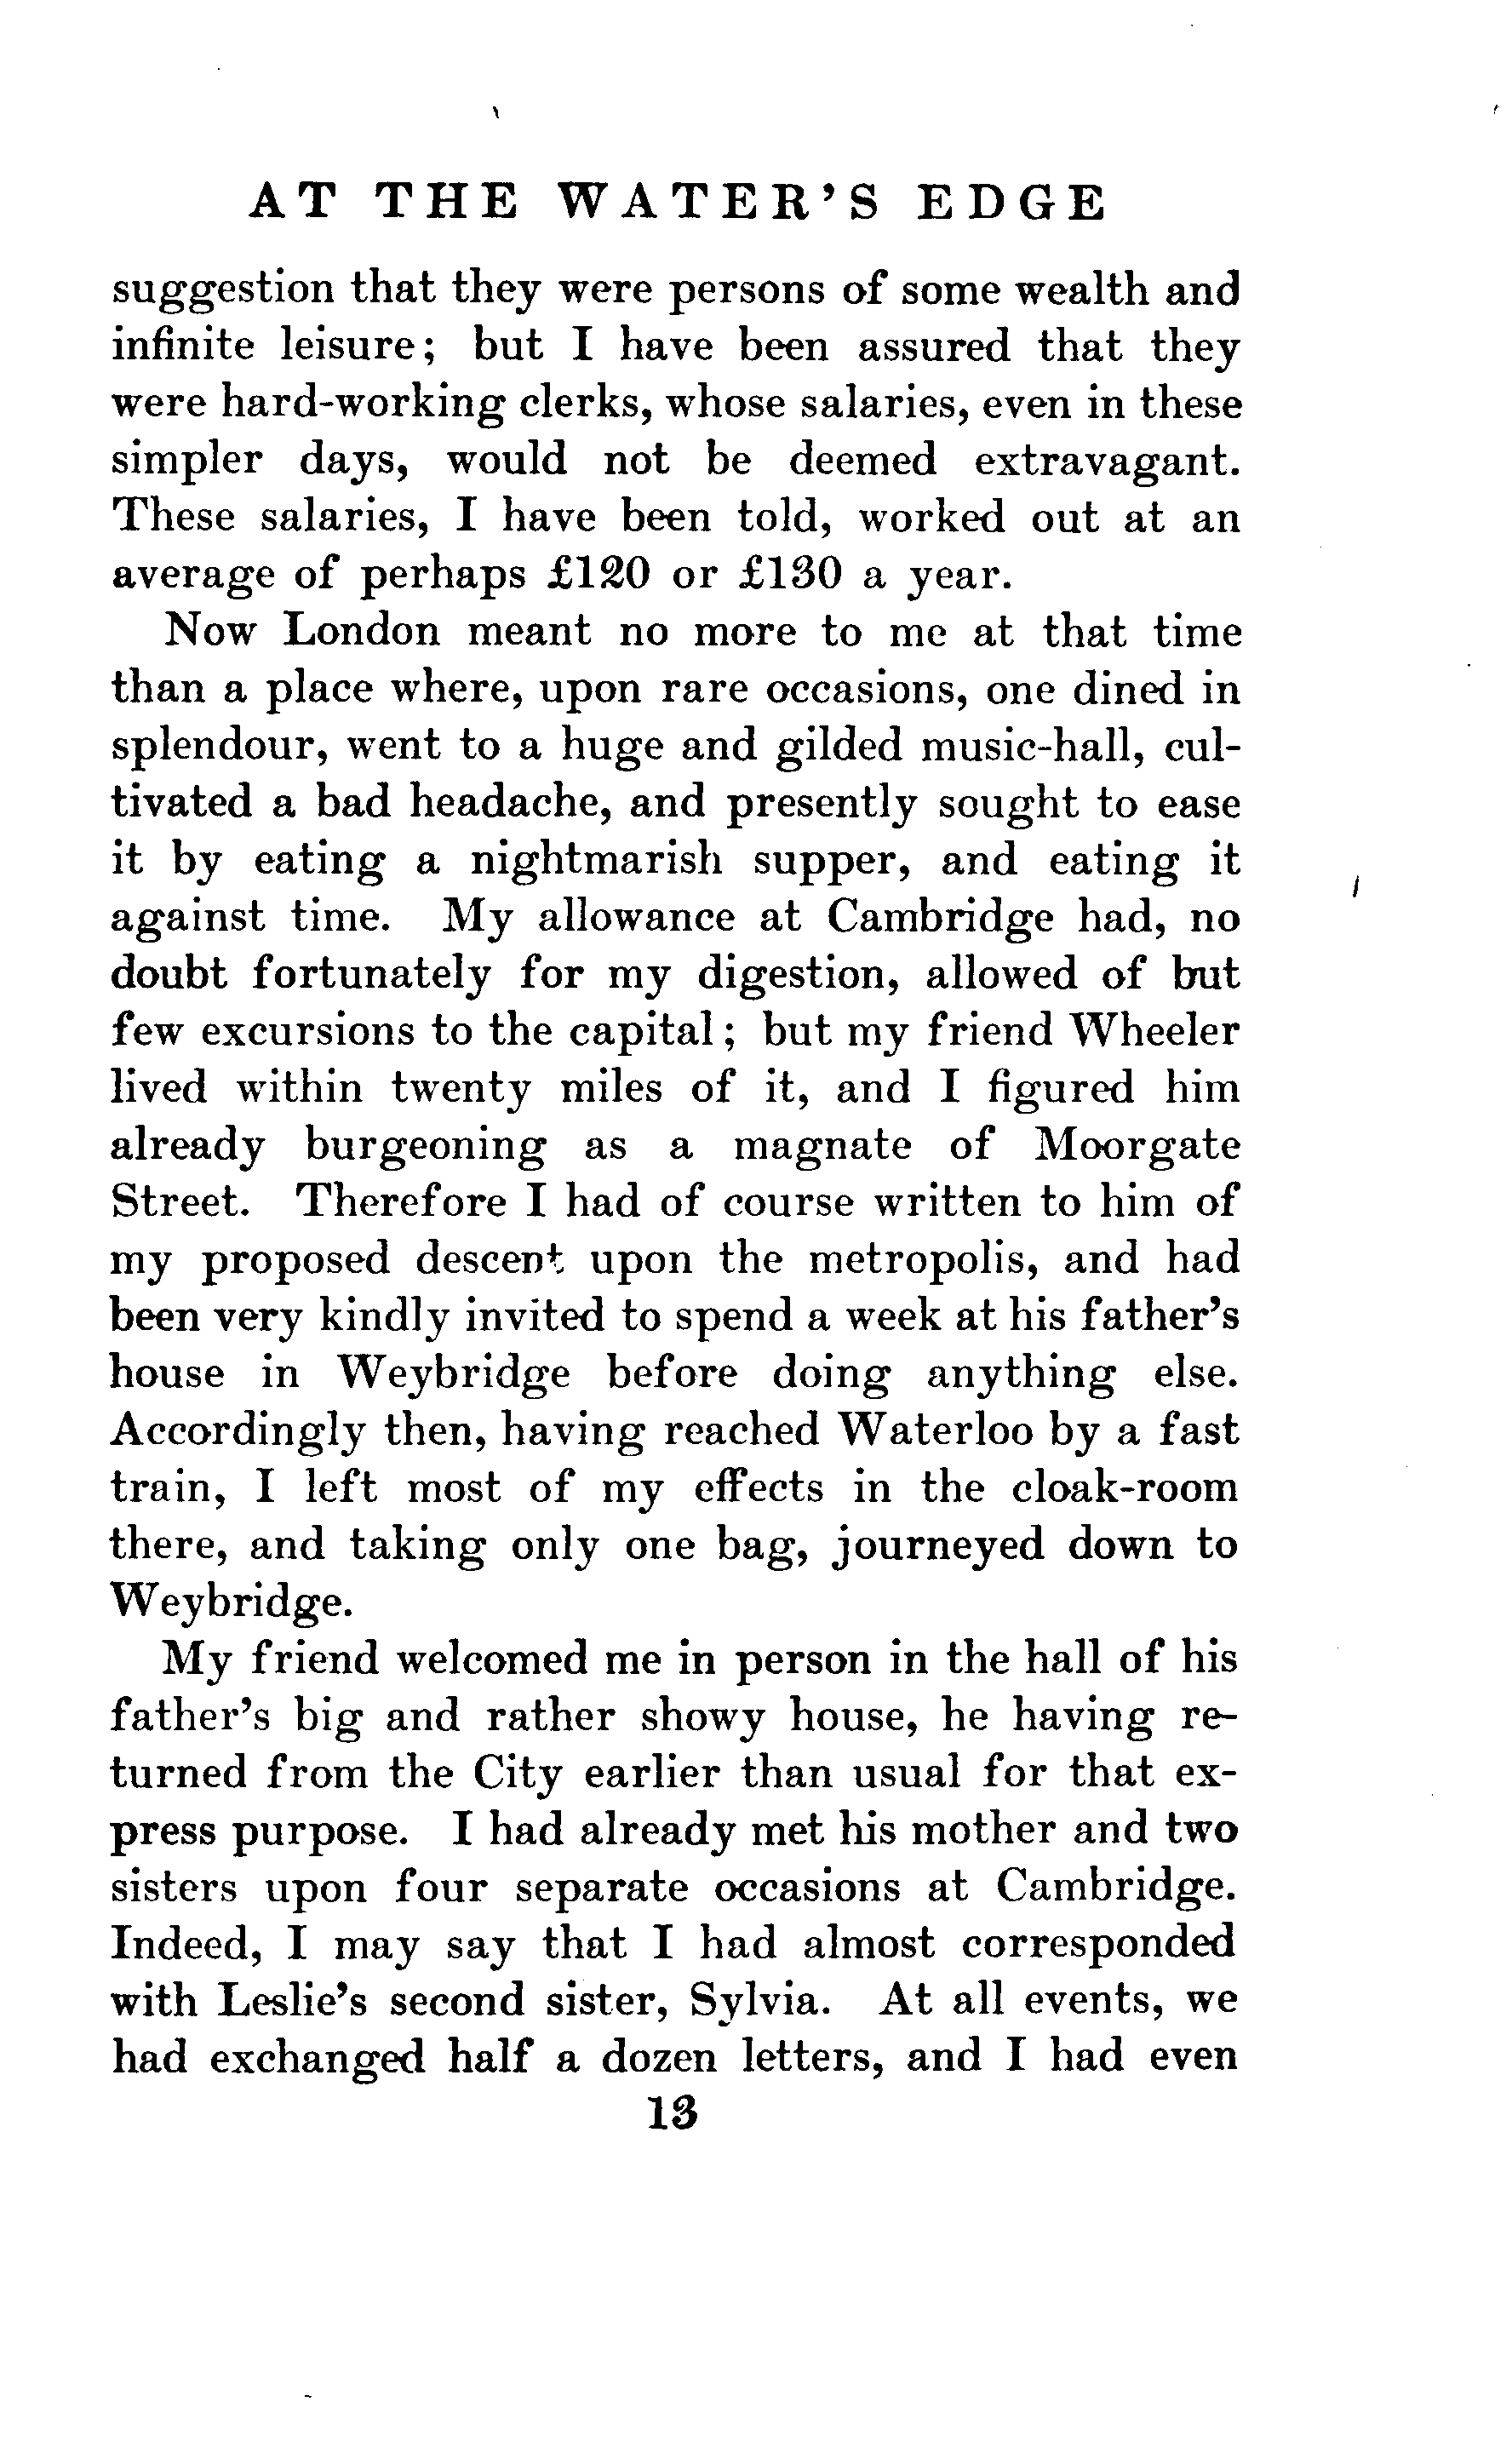 AT THE WATER'S EDGE
suggestion that they were persons of some wealth and
infinite leisure; but I have been assured that they
were hard-working clerks, whose salaries, even in these
simpler days, would not be deemed extravagant.
These salaries, I have been told, worked out at an
average of perhaps £120 or £130 a year.
Now London meant no more to me at that time
than a place where, upon rare occasions, one dined in
splendour, went to a huge and gilded music-hall, cul-
tivated a bad headache, and presently sought to ease
it by eating a nightmarish supper, and eating it
against time. My allowance at Cambridge had, no
doubt fortunately for my digestion, allowed of but
few excursions to the capital; but my friend Wheeler
lived within twenty miles of it, and I figured him
already burgeoning as a magnate of Moorgate
Street. Therefore I had of course written to him of
my proposed descent upon the metropolis, and had
been very kindly invited to spend a week at his father's
house in Weybridge before doing anything else.
Accordingly then, having reached Waterloo by a fast
train, I left most of my effects in the cloak-room
there, and taking only one bag, journeyed down to
Weybridge.
My friend welcomed me in person in the hall of his
father's big and rather showy house, he having re-
turned from the City earlier than usual for that ex-
press purpose. I had already met his mother and two
sisters upon four separate occasions at Cambridge.
Indeed, I may say that I had almost corresponded
with Leslie's second sister, Sylvia. At all events, we
had exchanged half a dozen letters, and I had even
13